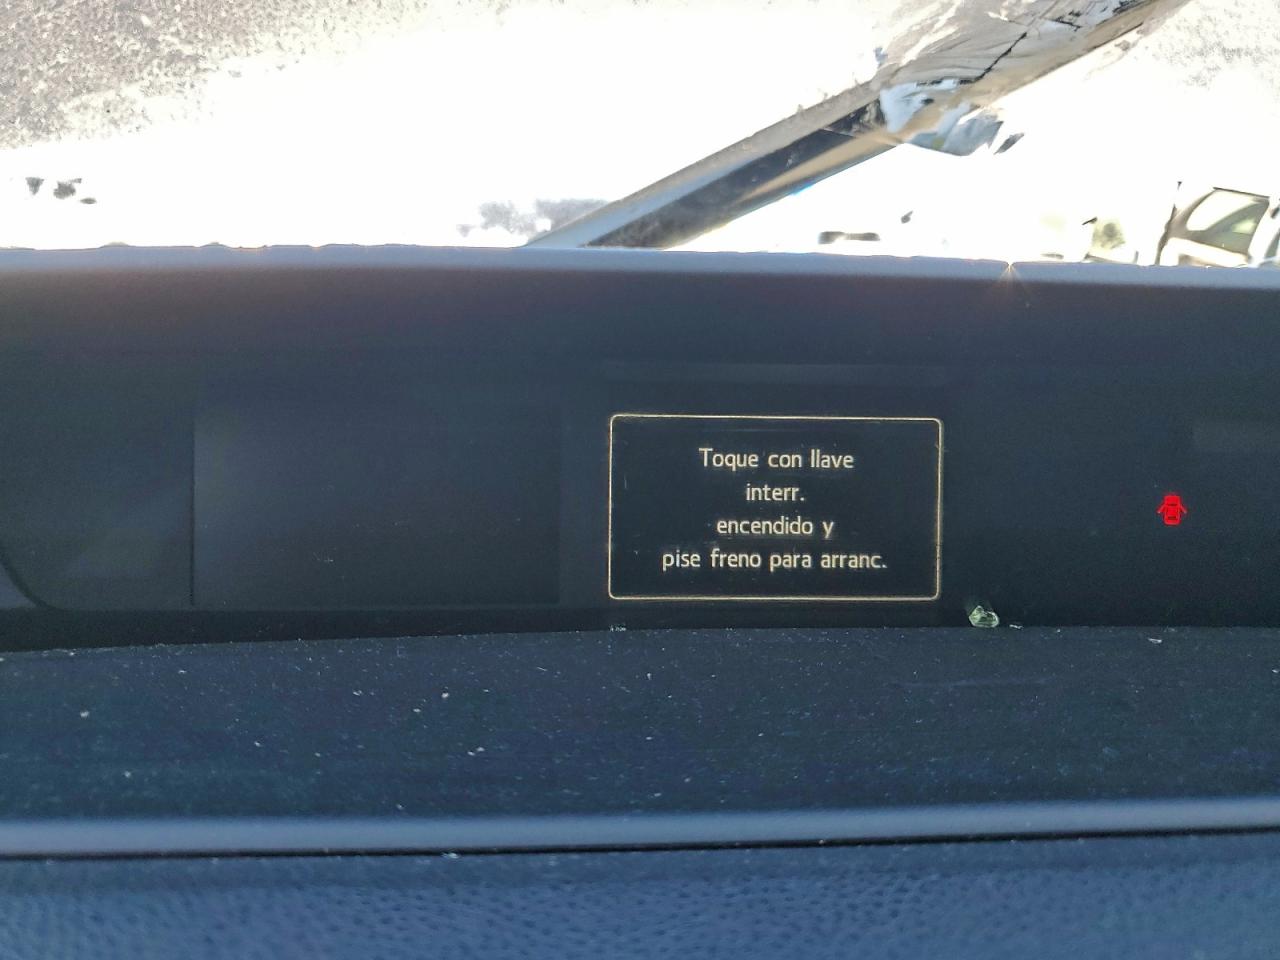 Toque con llave
interr.
encendido y
pise freno para arranc.